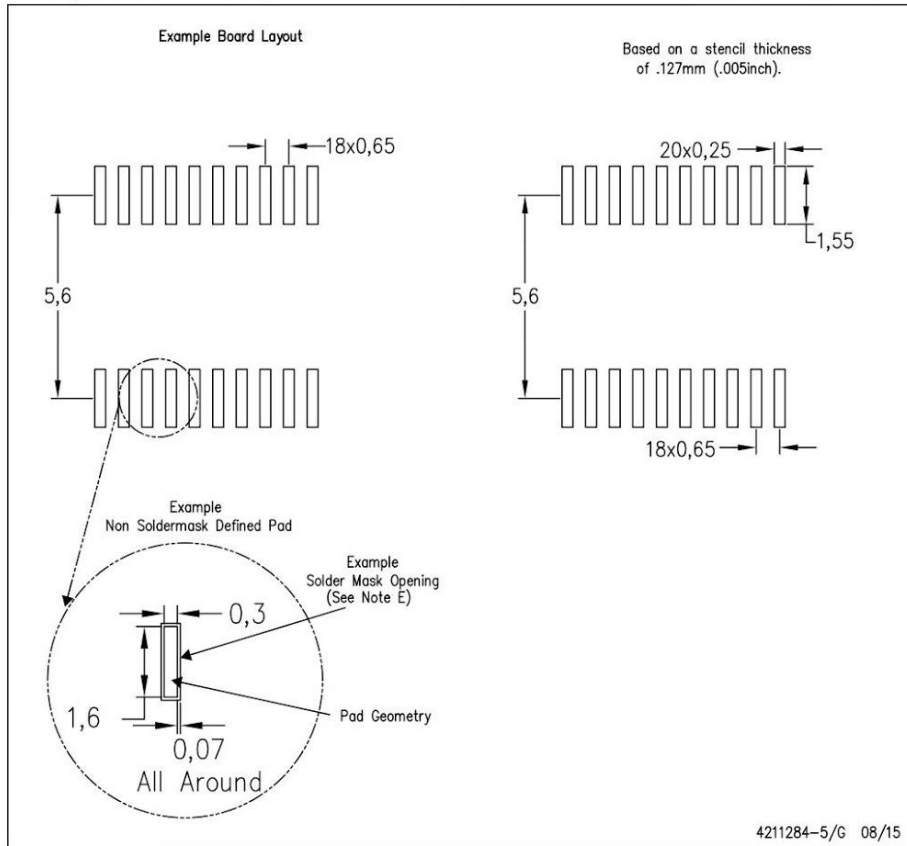 Example Board Layout
Based on a stencil thickness
of .127mm (.005inch).
18x0,65
20x0,25
1,55
5,6
5,6
18x0,65
Example
Non Soldermask Defined Pad
Example
Solder Mask Opening
(See Note E)
0,3
1,6
Pad Geometry
0,07
All Around
4211284-5/G 08/15